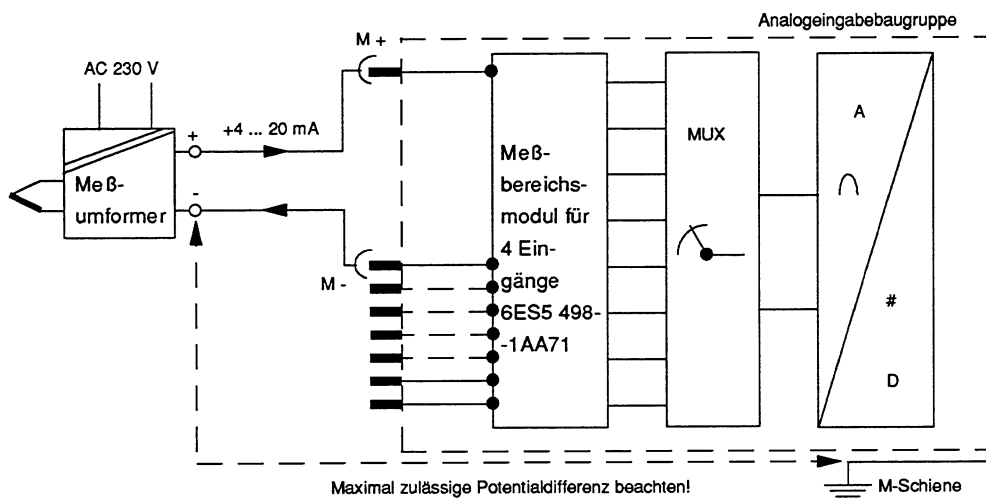 Analogeingabebaugruppe
M +
AC 230 V
+
+4 ... 20 mA
Meß-
umformer
-
M -
Meß-
bereichs-
modul für
4 Ein-
gänge
6ES5 498-
-1AA71
MUX
A
∩
#
D
M-Schiene
Maximal zulässige Potentialdifferenz beachten!